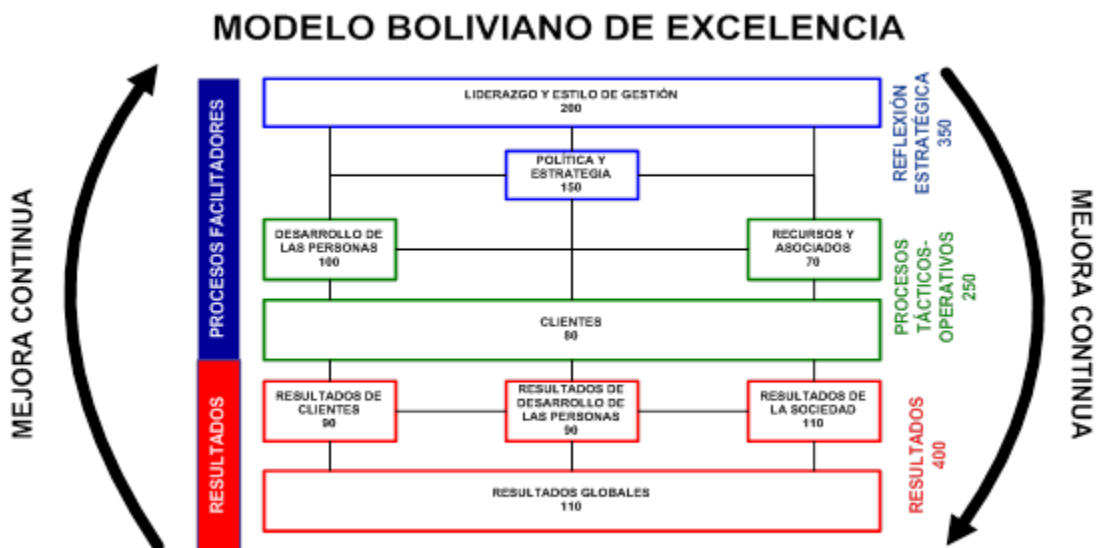 MODELO BOLIVIANO DE EXCELENCIA
MEJORA CONTINUA
PROCESOS FACILITADORES
RESULTADOS
LIDERAZGO Y ESTILO DE GESTIÓN
200
POLÍTICA Y
ESTRATEGIA
150
REFLEXIÓN
ESTRATÉGICA
350
DESARROLLO DE
LAS PERSONAS
100
RECURSOS Y
ASOCIADOS
70
CLIENTES
80
PROCESOS
TÁCTICOS-
OPERATIVOS
250
RESULTADOS DE
CLIENTES
90
RESULTADOS DE
DESARROLLO DE
LAS PERSONAS
90
RESULTADOS DE
LA SOCIEDAD
110
RESULTADOS GLOBALES
110
RESULTADOS
400
MEJORA CONTINUA